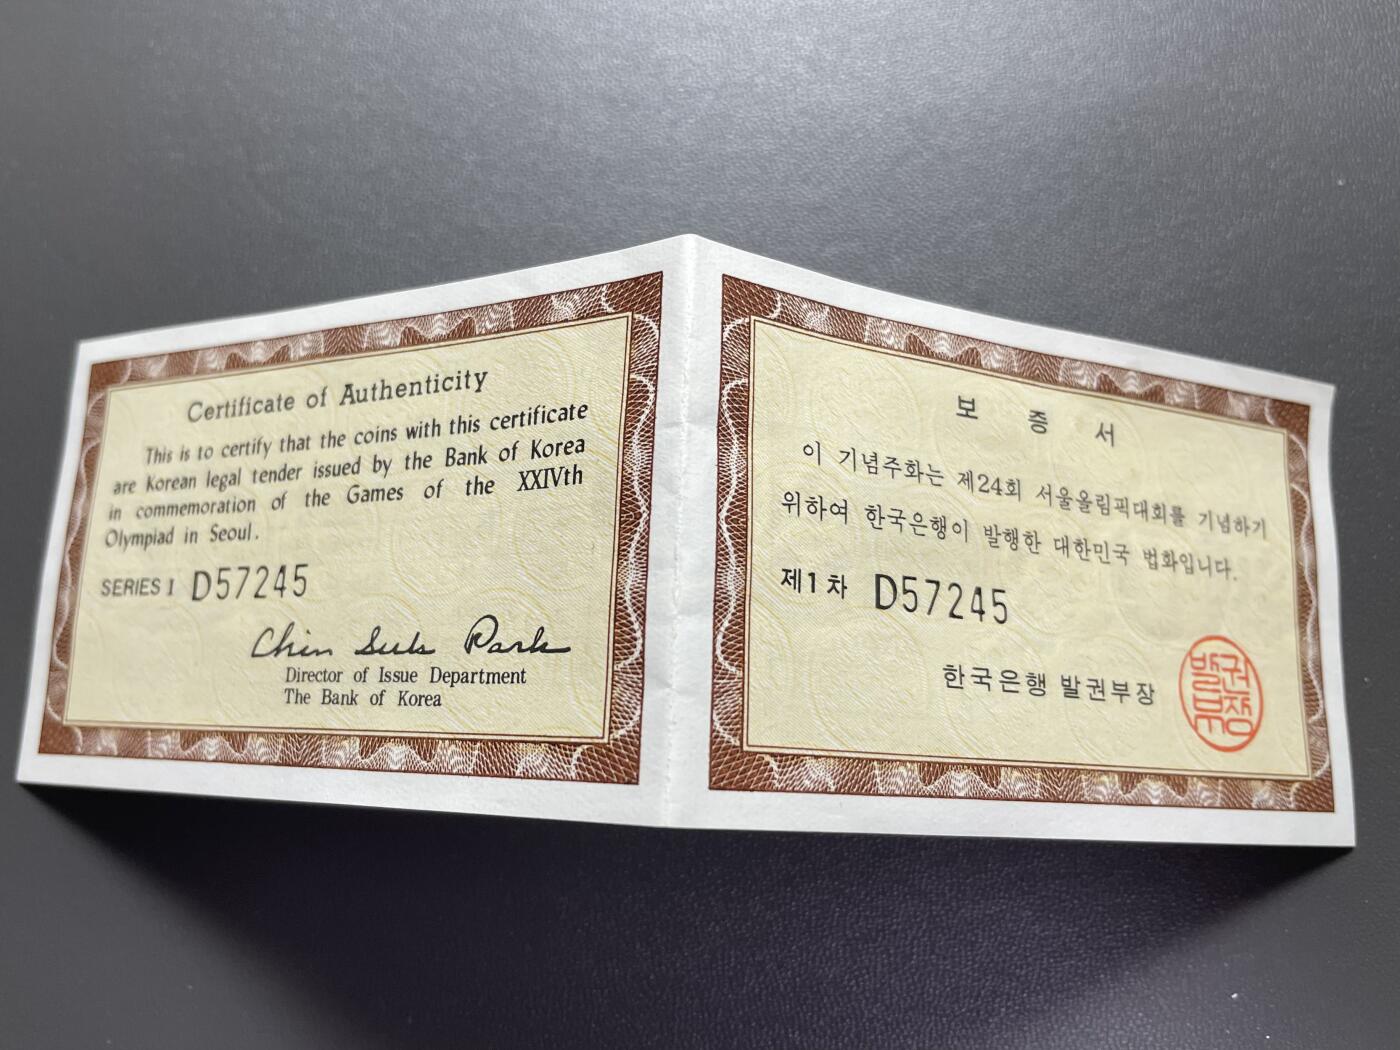 Certificate of Authenticity
This is to certify that the coins with this certificate
are Korean legal tender issued by the Bank of Korea
in commemoration of the Games of the XXIVth
Olympiad in Seoul.
SERIES I D57245
Chin Suk Park
Director of Issue Department
The Bank of Korea
보 증 서
이 기념주화는 제24회 서울올림픽대회를 기념하기
위하여 한국은행이 발행한 대한민국 법화입니다.
제1차 D57245
한국은행 발권부장
발권부장